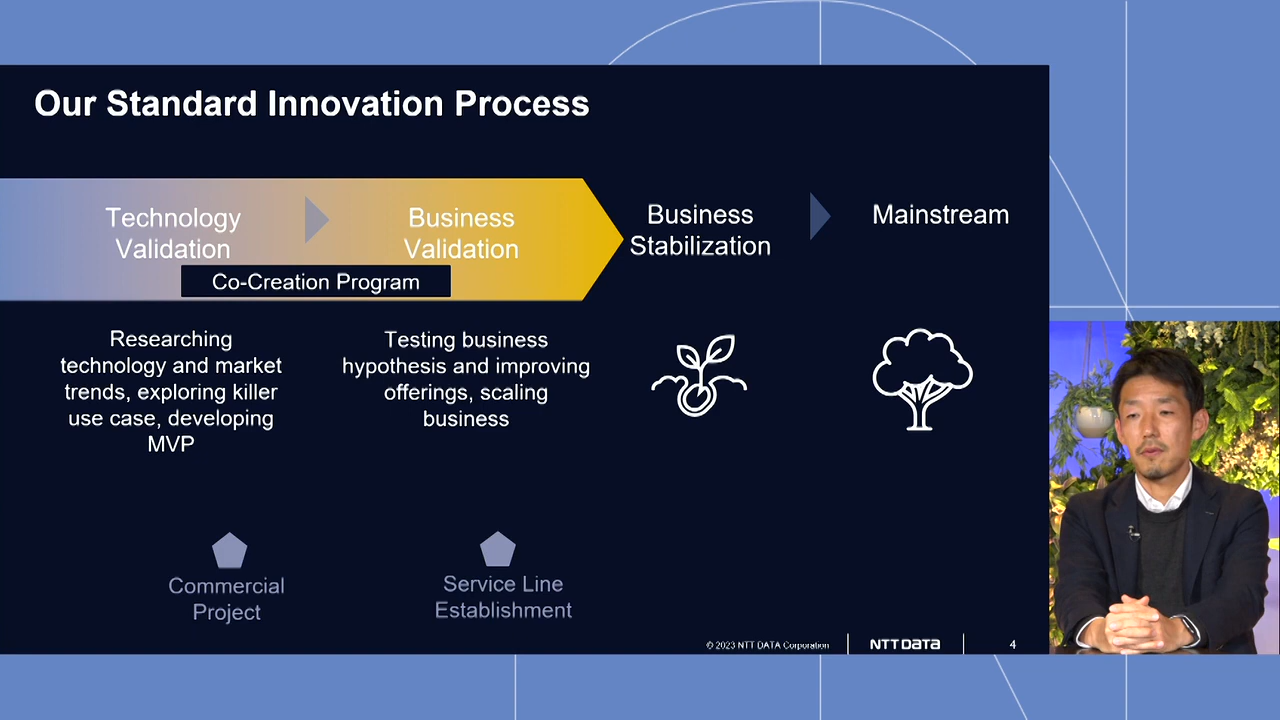 Our Standard Innovation Process
Technology
Validation
Business
Validation
Business
Stabilization
Mainstream
Co-Creation Program
Researching
technology and market
trends, exploring killer
use case, developing
MVP
Testing business
hypothesis and improving
offerings, scaling
business
Commercial
Project
Service Line
Establishment
© 2023 NTT DATA Corporation
NTT DATA
4